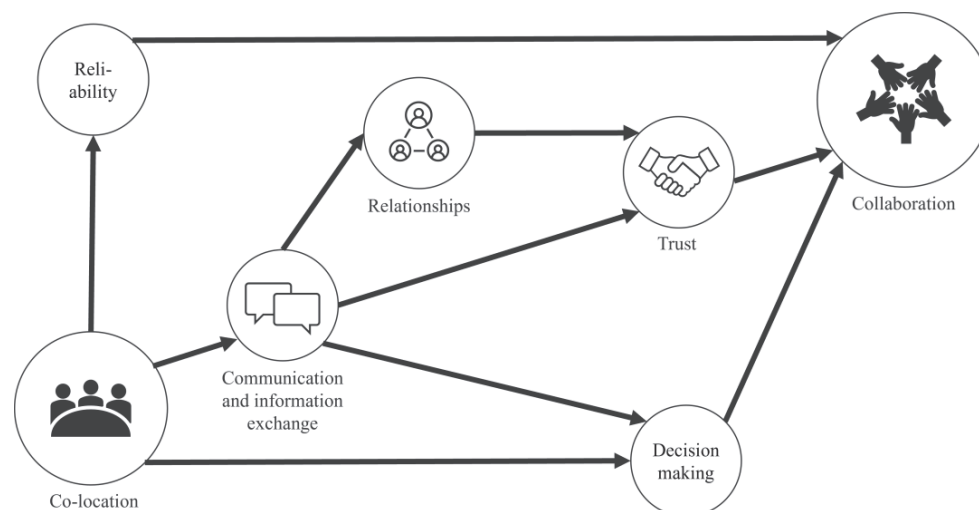 Reli-
ability
Relationships
Trust
Collaboration
Communication
and information
exchange
Decision
making
Co-location